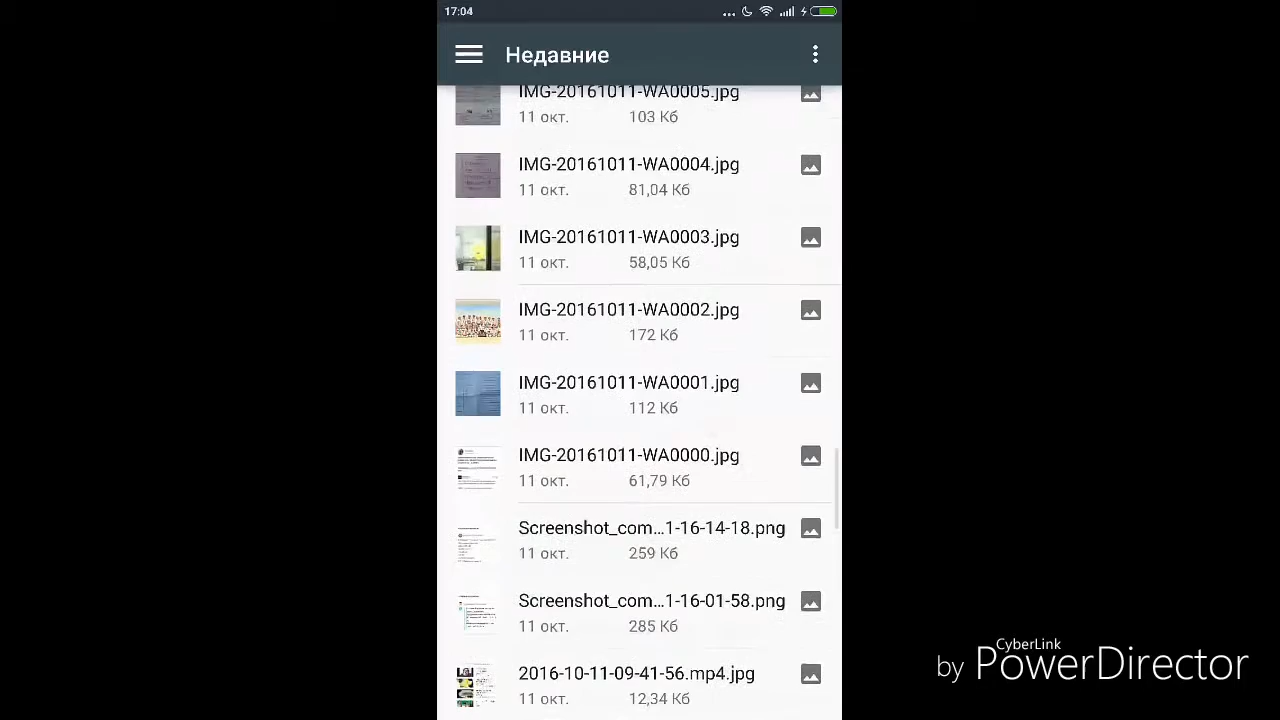 17:04
Недавние
IMG-20161011-WA0005.jpg
11 окт. 103 Кб
IMG-20161011-WA0004.jpg
11 окт. 81,04 Кб
IMG-20161011-WA0003.jpg
11 окт. 58,05 Кб
IMG-20161011-WA0002.jpg
11 окт. 172 Кб
IMG-20161011-WA0001.jpg
11 окт. 112 Кб
IMG-20161011-WA0000.jpg
11 окт. 61,79 Кб
Screenshot_com...1-16-14-18.png
11 окт. 259 Кб
Screenshot_com...1-16-01-58.png
11 окт. 263 Кб
2016-10-11-09-41-56.mp4.jpg
11 окт. 12,54 Кб
CyberLink
by PowerDirector